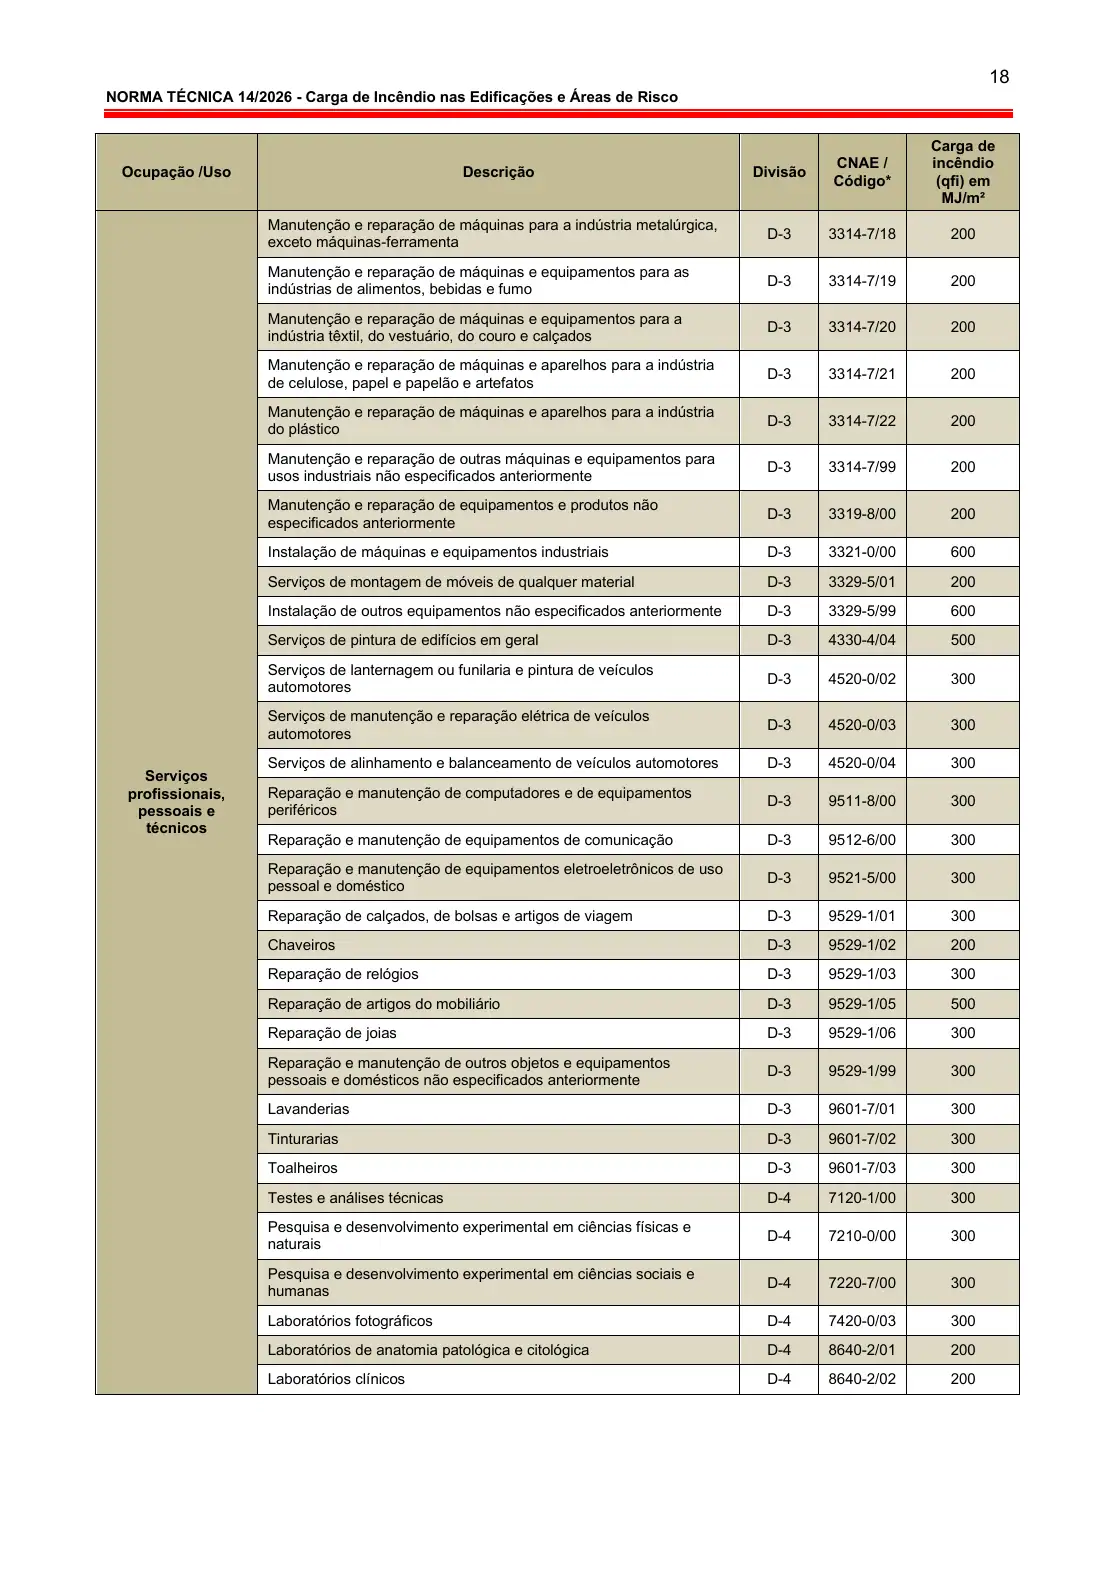 18
NORMA TÉCNICA 14/2026 - Carga de Incêndio nas Edificações e Áreas de Risco
Ocupação /Uso
Descrição
Divisão
CNAE /
Código*
Carga de
incêndio
(qfi) em
MJ/m²
Serviços
profissionais,
pessoais e
técnicos
Manutenção e reparação de máquinas para a indústria metalúrgica,
exceto máquinas-ferramenta
D-3 3314-7/18 200
Manutenção e reparação de máquinas e equipamentos para as
indústrias de alimentos, bebidas e fumo
D-3 3314-7/19 200
Manutenção e reparação de máquinas e equipamentos para a
indústria têxtil, do vestuário, do couro e calçados
D-3 3314-7/20 200
Manutenção e reparação de máquinas e aparelhos para a indústria
de celulose, papel e papelão e artefatos
D-3 3314-7/21 200
Manutenção e reparação de máquinas e aparelhos para a indústria
do plástico
D-3 3314-7/22 200
Manutenção e reparação de outras máquinas e equipamentos para
usos industriais não especificados anteriormente
D-3 3314-7/99 200
Manutenção e reparação de equipamentos e produtos não
especificados anteriormente
D-3 3319-8/00 200
Instalação de máquinas e equipamentos industriais D-3 3321-0/00 600
Serviços de montagem de móveis de qualquer material D-3 3329-5/01 200
Instalação de outros equipamentos não especificados anteriormente D-3 3329-5/99 600
Serviços de pintura de edifícios em geral D-3 4330-4/04 500
Serviços de lanternagem ou funilaria e pintura de veículos
automotores
D-3 4520-0/02 300
Serviços de manutenção e reparação elétrica de veículos
automotores
D-3 4520-0/03 300
Serviços de alinhamento e balanceamento de veículos automotores D-3 4520-0/04 300
Reparação e manutenção de computadores e de equipamentos
periféricos
D-3 9511-8/00 300
Reparação e manutenção de equipamentos de comunicação D-3 9512-6/00 300
Reparação e manutenção de equipamentos eletroeletrônicos de uso
pessoal e doméstico
D-3 9521-5/00 300
Reparação de calçados, de bolsas e artigos de viagem D-3 9529-1/01 300
Chaveiros D-3 9529-1/02 200
Reparação de relógios D-3 9529-1/03 300
Reparação de artigos do mobiliário D-3 9529-1/05 500
Reparação de joias D-3 9529-1/06 300
Reparação e manutenção de outros objetos e equipamentos
pessoais e domésticos não especificados anteriormente
D-3 9529-1/99 300
Lavanderias D-3 9601-7/01 300
Tinturarias D-3 9601-7/02 300
Toalheiros D-3 9601-7/03 300
Testes e análises técnicas D-4 7120-1/00 300
Pesquisa e desenvolvimento experimental em ciências físicas e
naturais
D-4 7210-0/00 300
Pesquisa e desenvolvimento experimental em ciências sociais e
humanas
D-4 7220-7/00 300
Laboratórios fotográficos D-4 7420-0/03 300
Laboratórios de anatomia patológica e citológica D-4 8640-2/01 200
Laboratórios clínicos D-4 8640-2/02 200